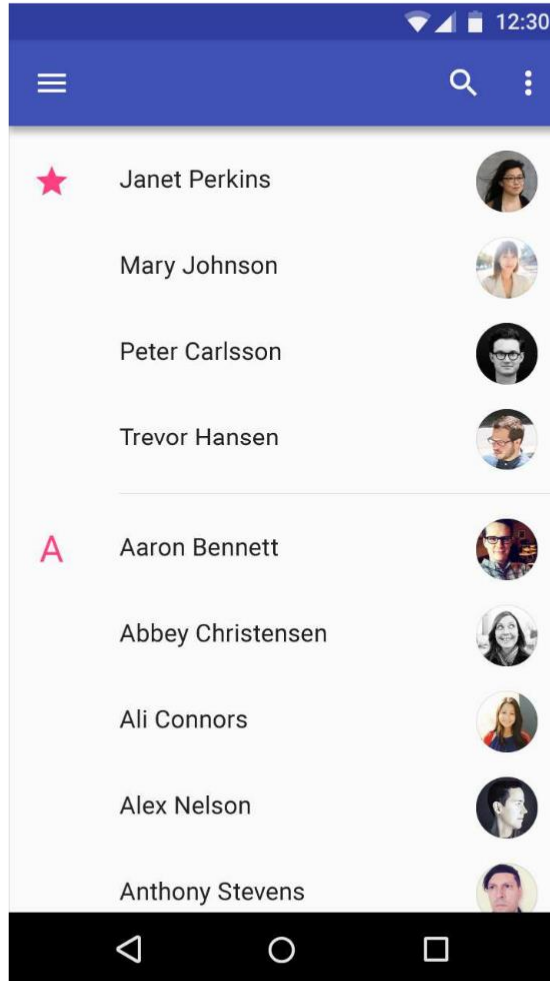 12:30
Janet Perkins
Mary Johnson
Peter Carlsson
Trevor Hansen
A
Aaron Bennett
Abbey Christensen
Ali Connors
Alex Nelson
Anthony Stevens